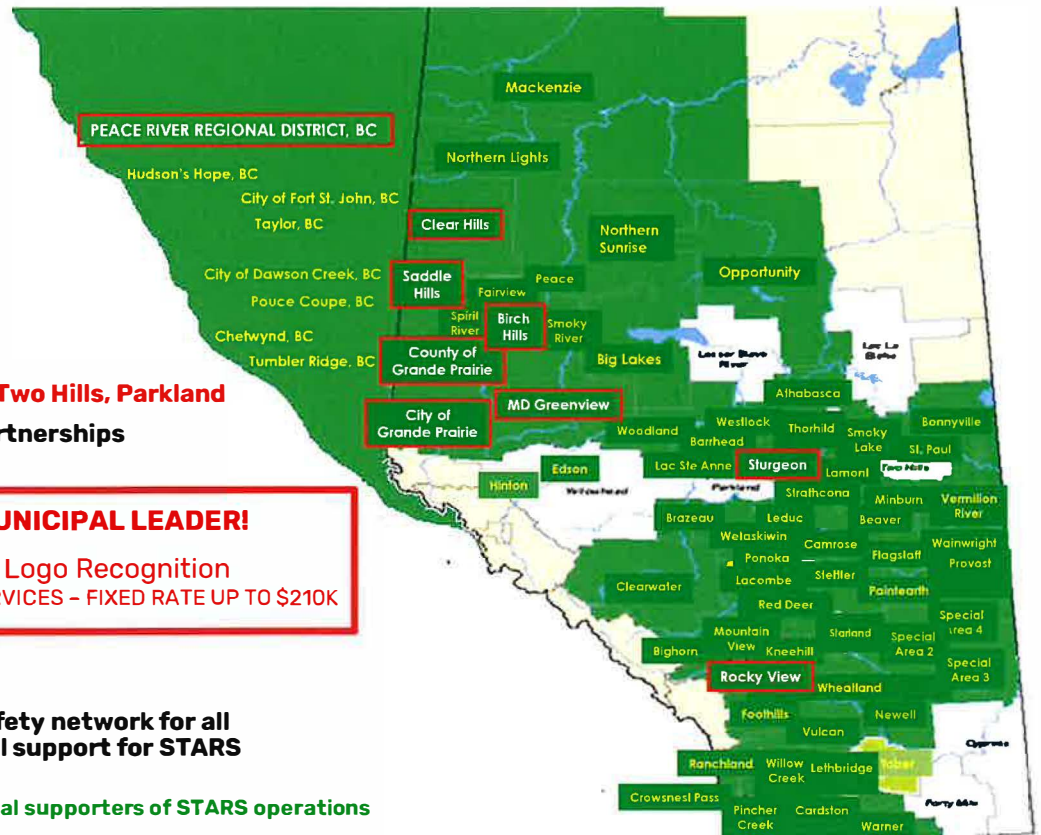 Mackenzie
PEACE RIVER REGIONAL DISTRICT, BC
Northern Lights
Hudson's Hope, BC
City of Fort St. John, BC
Taylor, BC
Clear Hills
Northern
Sunrise
Opportunity
City of Dawson Creek, BC
Saddle
Hills
Peace
Fairview
Pouce Coupe, BC
Spirit
River
Birch
Hills
Smoky
River
Chetwynd, BC
Tumbler Ridge, BC
County of
Grande Prairie
Big Lakes
Lesser Slave
River
Lac La
Biche
Two Hills, Parkland
rtnerships
City of
Grande Prairie
MD Greenview
Athabasca
Woodland
Westlock
Barrhead
Thorhild
Smoky
Lake
Bonnyville
St. Paul
Hinton
Edson
Yellowhead
Lac Ste Anne
Sturgeon
Parkland
Lamont
Two Hills
Strathcona
Minburn
Vermilion
River
UNICIPAL LEADER!
Logo Recognition
RVICES – FIXED RATE UP TO $210K
Brazeau
Leduc
Beaver
Wetaskiwin
Camrose
Wainwright
Ponoka
Flagstaff
Provost
Clearwater
Lacombe
Stettler
Paintearth
Red Deer
Special
Area 4
Mountain
View
Kneehill
Starland
Special
Area 2
Bighorn
Special
Area 3
Rocky View
Wheatland
fety network for all
l support for STARS
Foothills
Newell
Vulcan
Cypress
Ranchland
Willow
Creek
Lethbridge
Taber
Crowsnest Pass
Forty Mile
Pincher
Creek
Cardston
Warner
al supporters of STARS operations